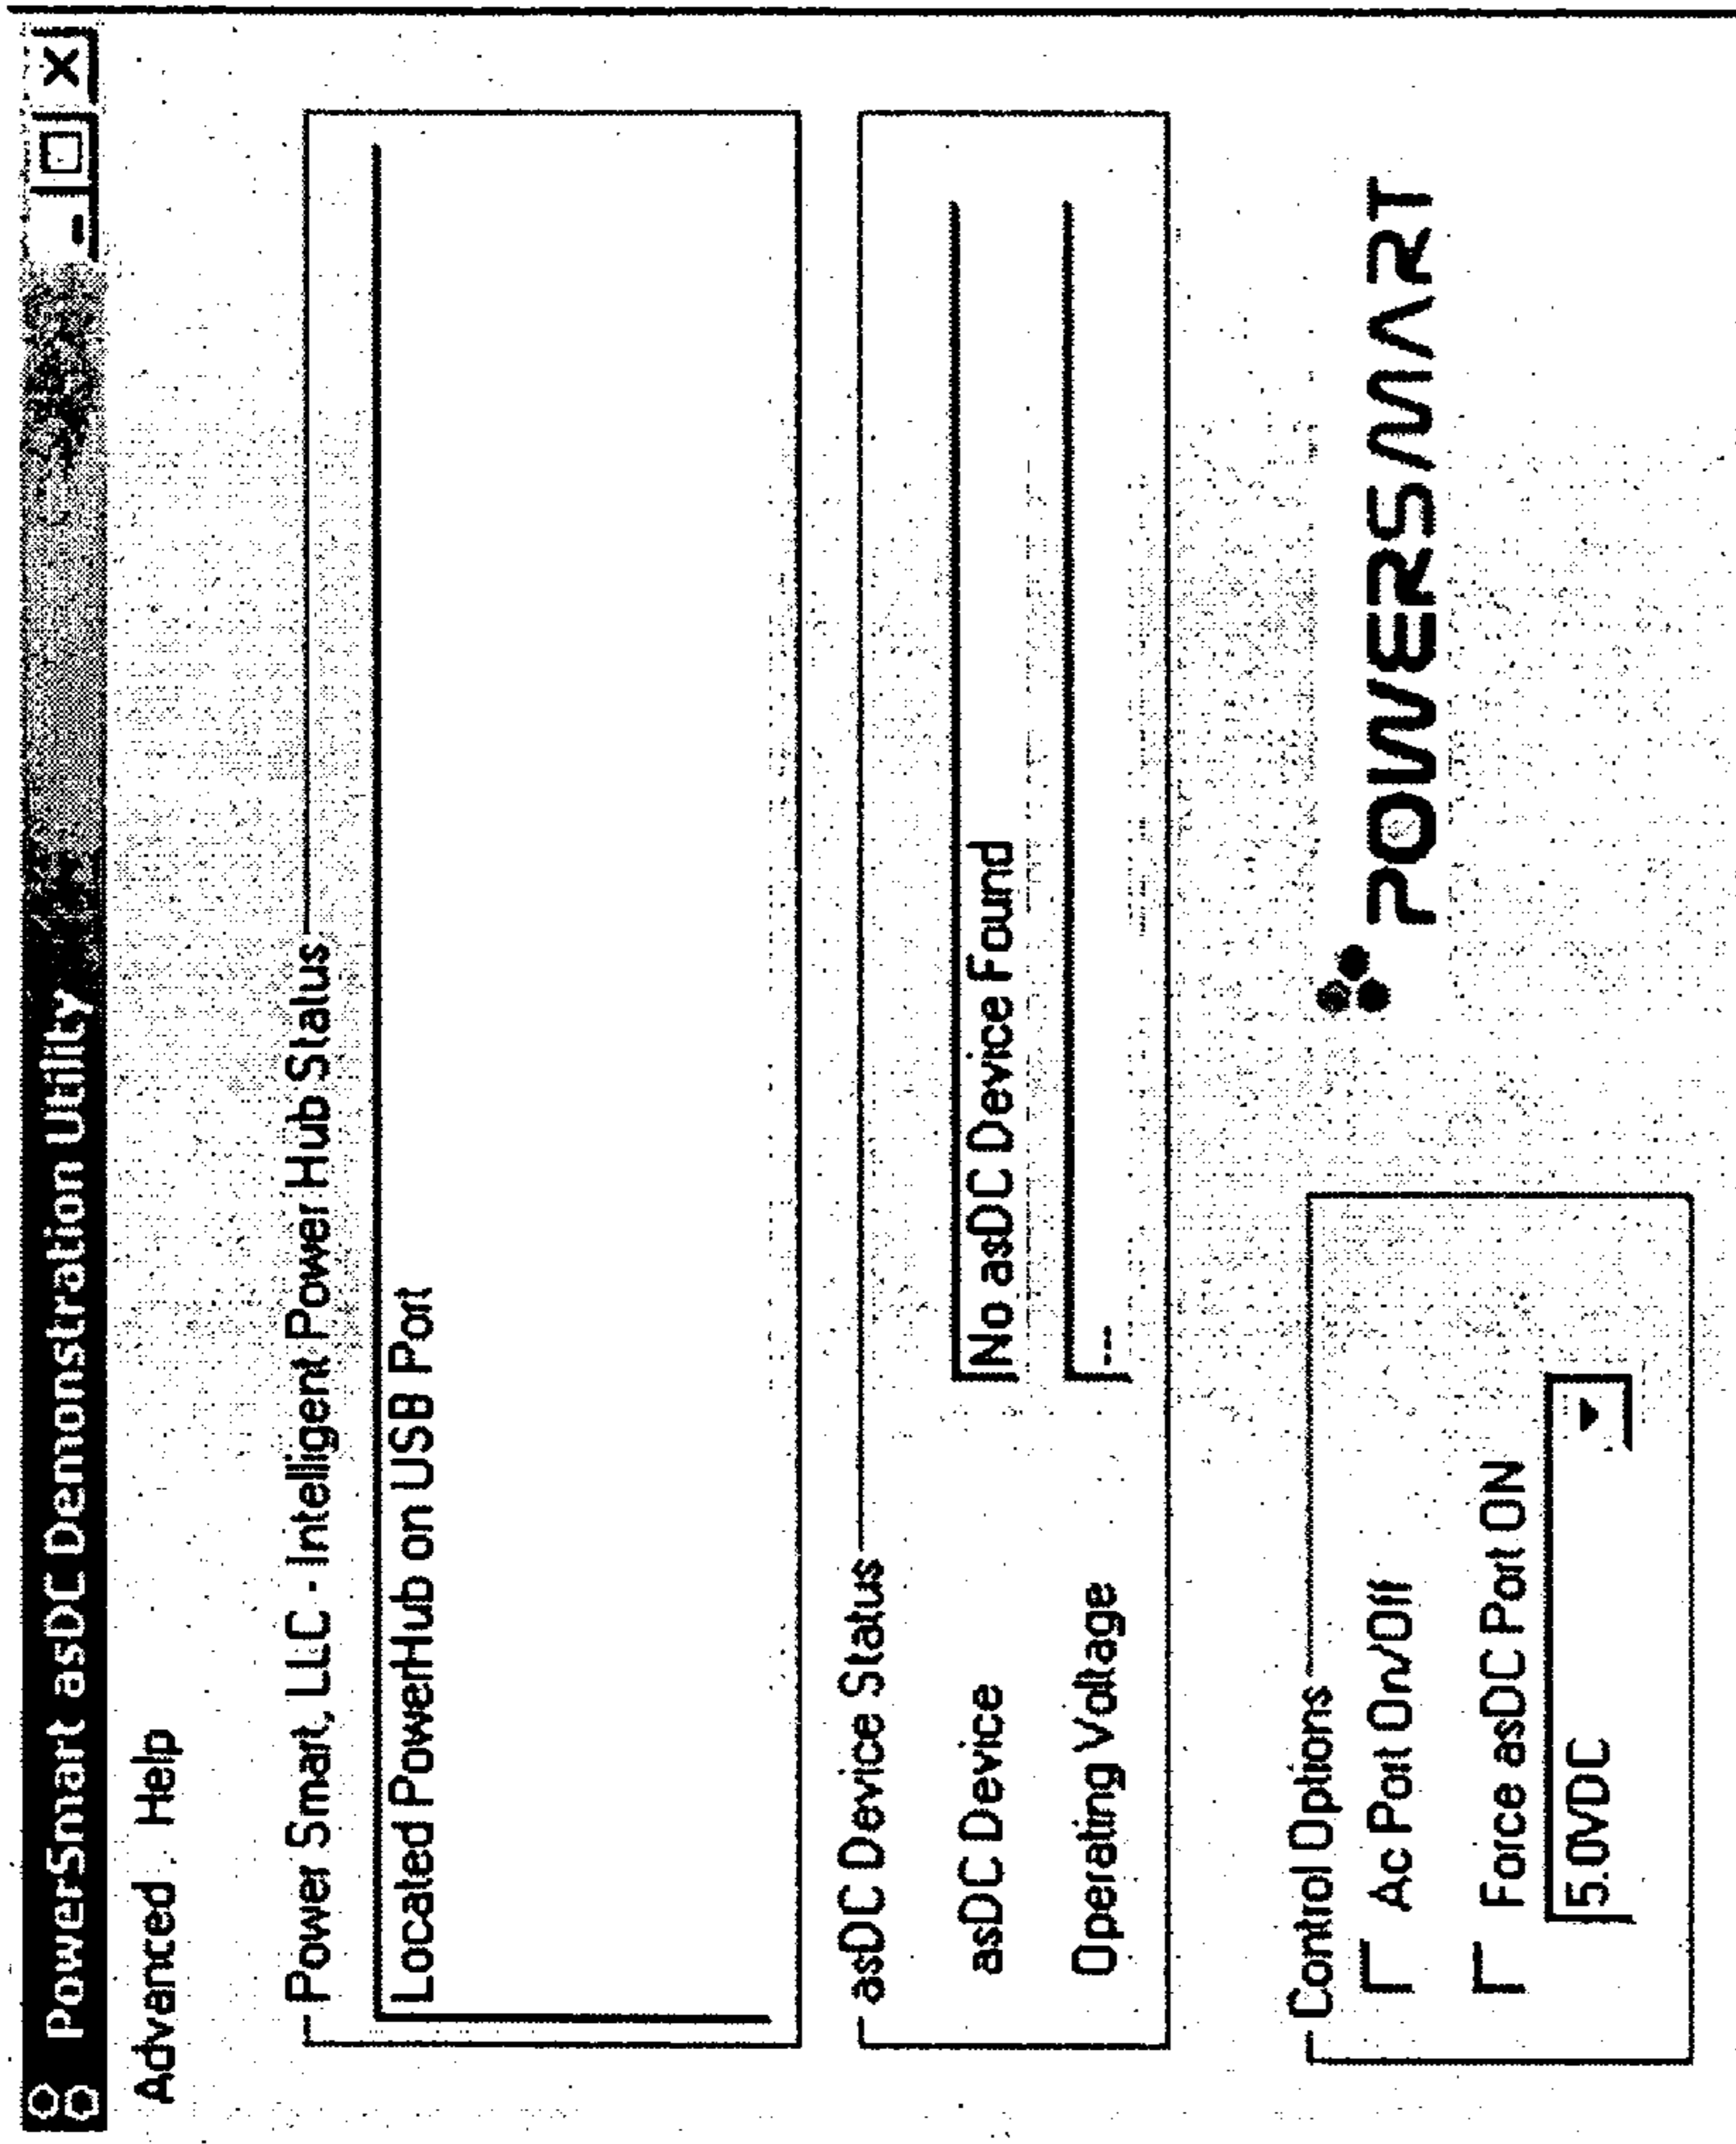 PowerSmart asDC Demonstration Utility
Advanced Help
Power Smart, LLC - Intelligent Power Hub Status
Located PowerHub on USB Port
asDC Device Status
asDC Device No asDC Device Found
Operating Voltage ---
Control Options
Ac Port On/Off
Force asDC Port ON
5.0VDC
POWERSMART